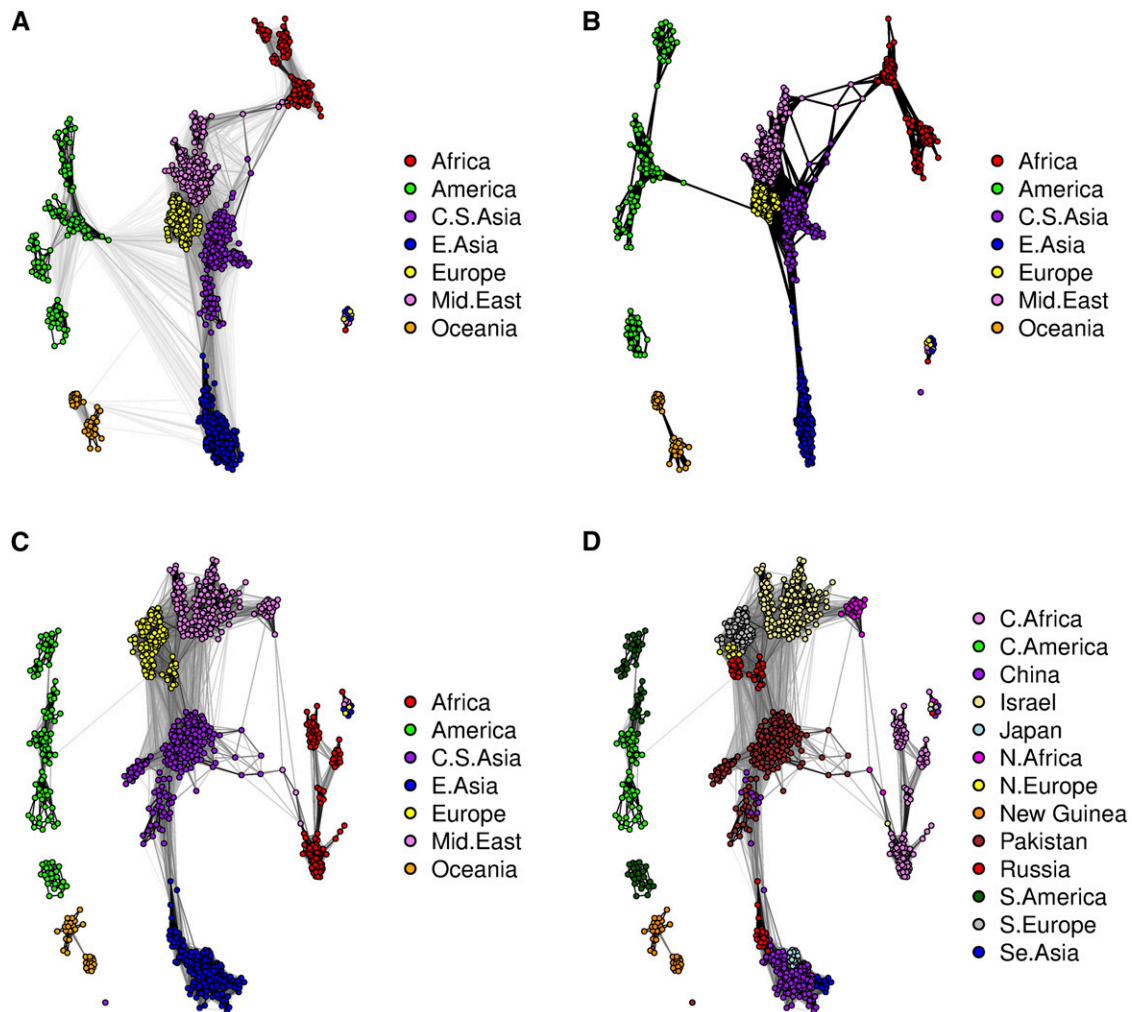 A
Africa
America
C.S.Asia
E.Asia
Europe
Mid.East
Oceania
B
Africa
America
C.S.Asia
E.Asia
Europe
Mid.East
Oceania
C
Africa
America
C.S.Asia
E.Asia
Europe
Mid.East
Oceania
D
C.Africa
C.America
China
Israel
Japan
N.Africa
N.Europe
New Guinea
Pakistan
Russia
S.America
S.Europe
Se.Asia